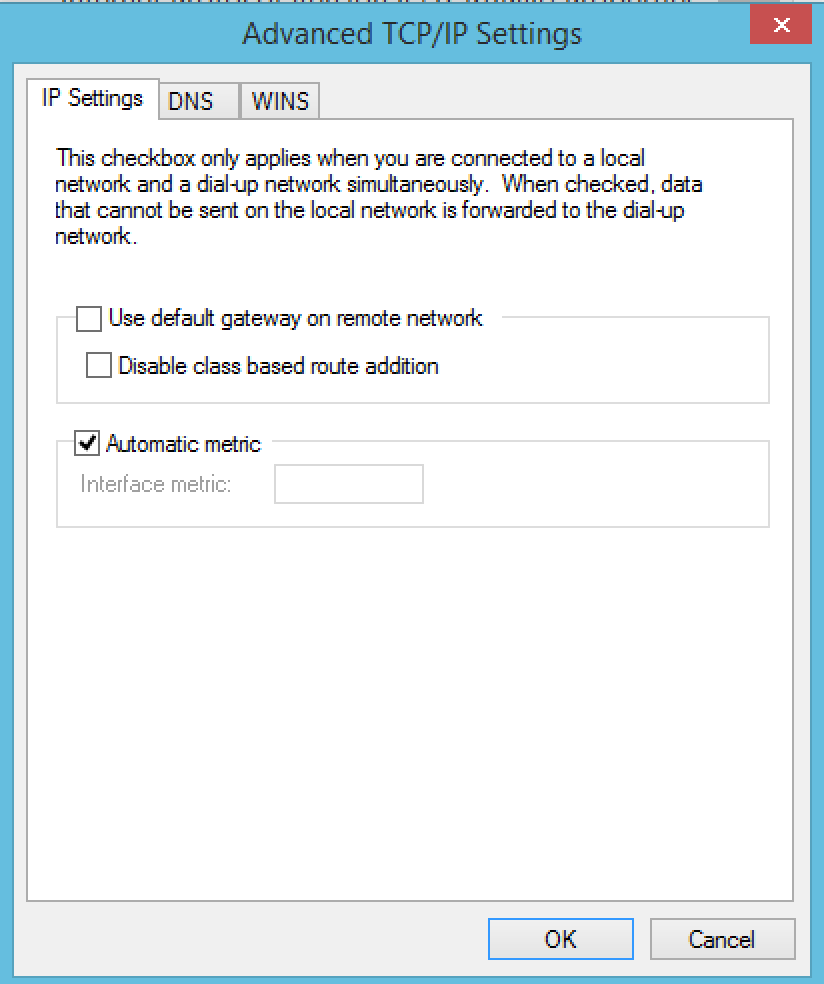 Advanced TCP/IP Settings
IP Settings
DNS
WINS
This checkbox only applies when you are connected to a local
network and a dial-up network simultaneously.  When checked, data
that cannot be sent on the local network is forwarded to the dial-up
network.
Use default gateway on remote network
Disable class based route addition
Automatic metric
Interface metric:
OK
Cancel